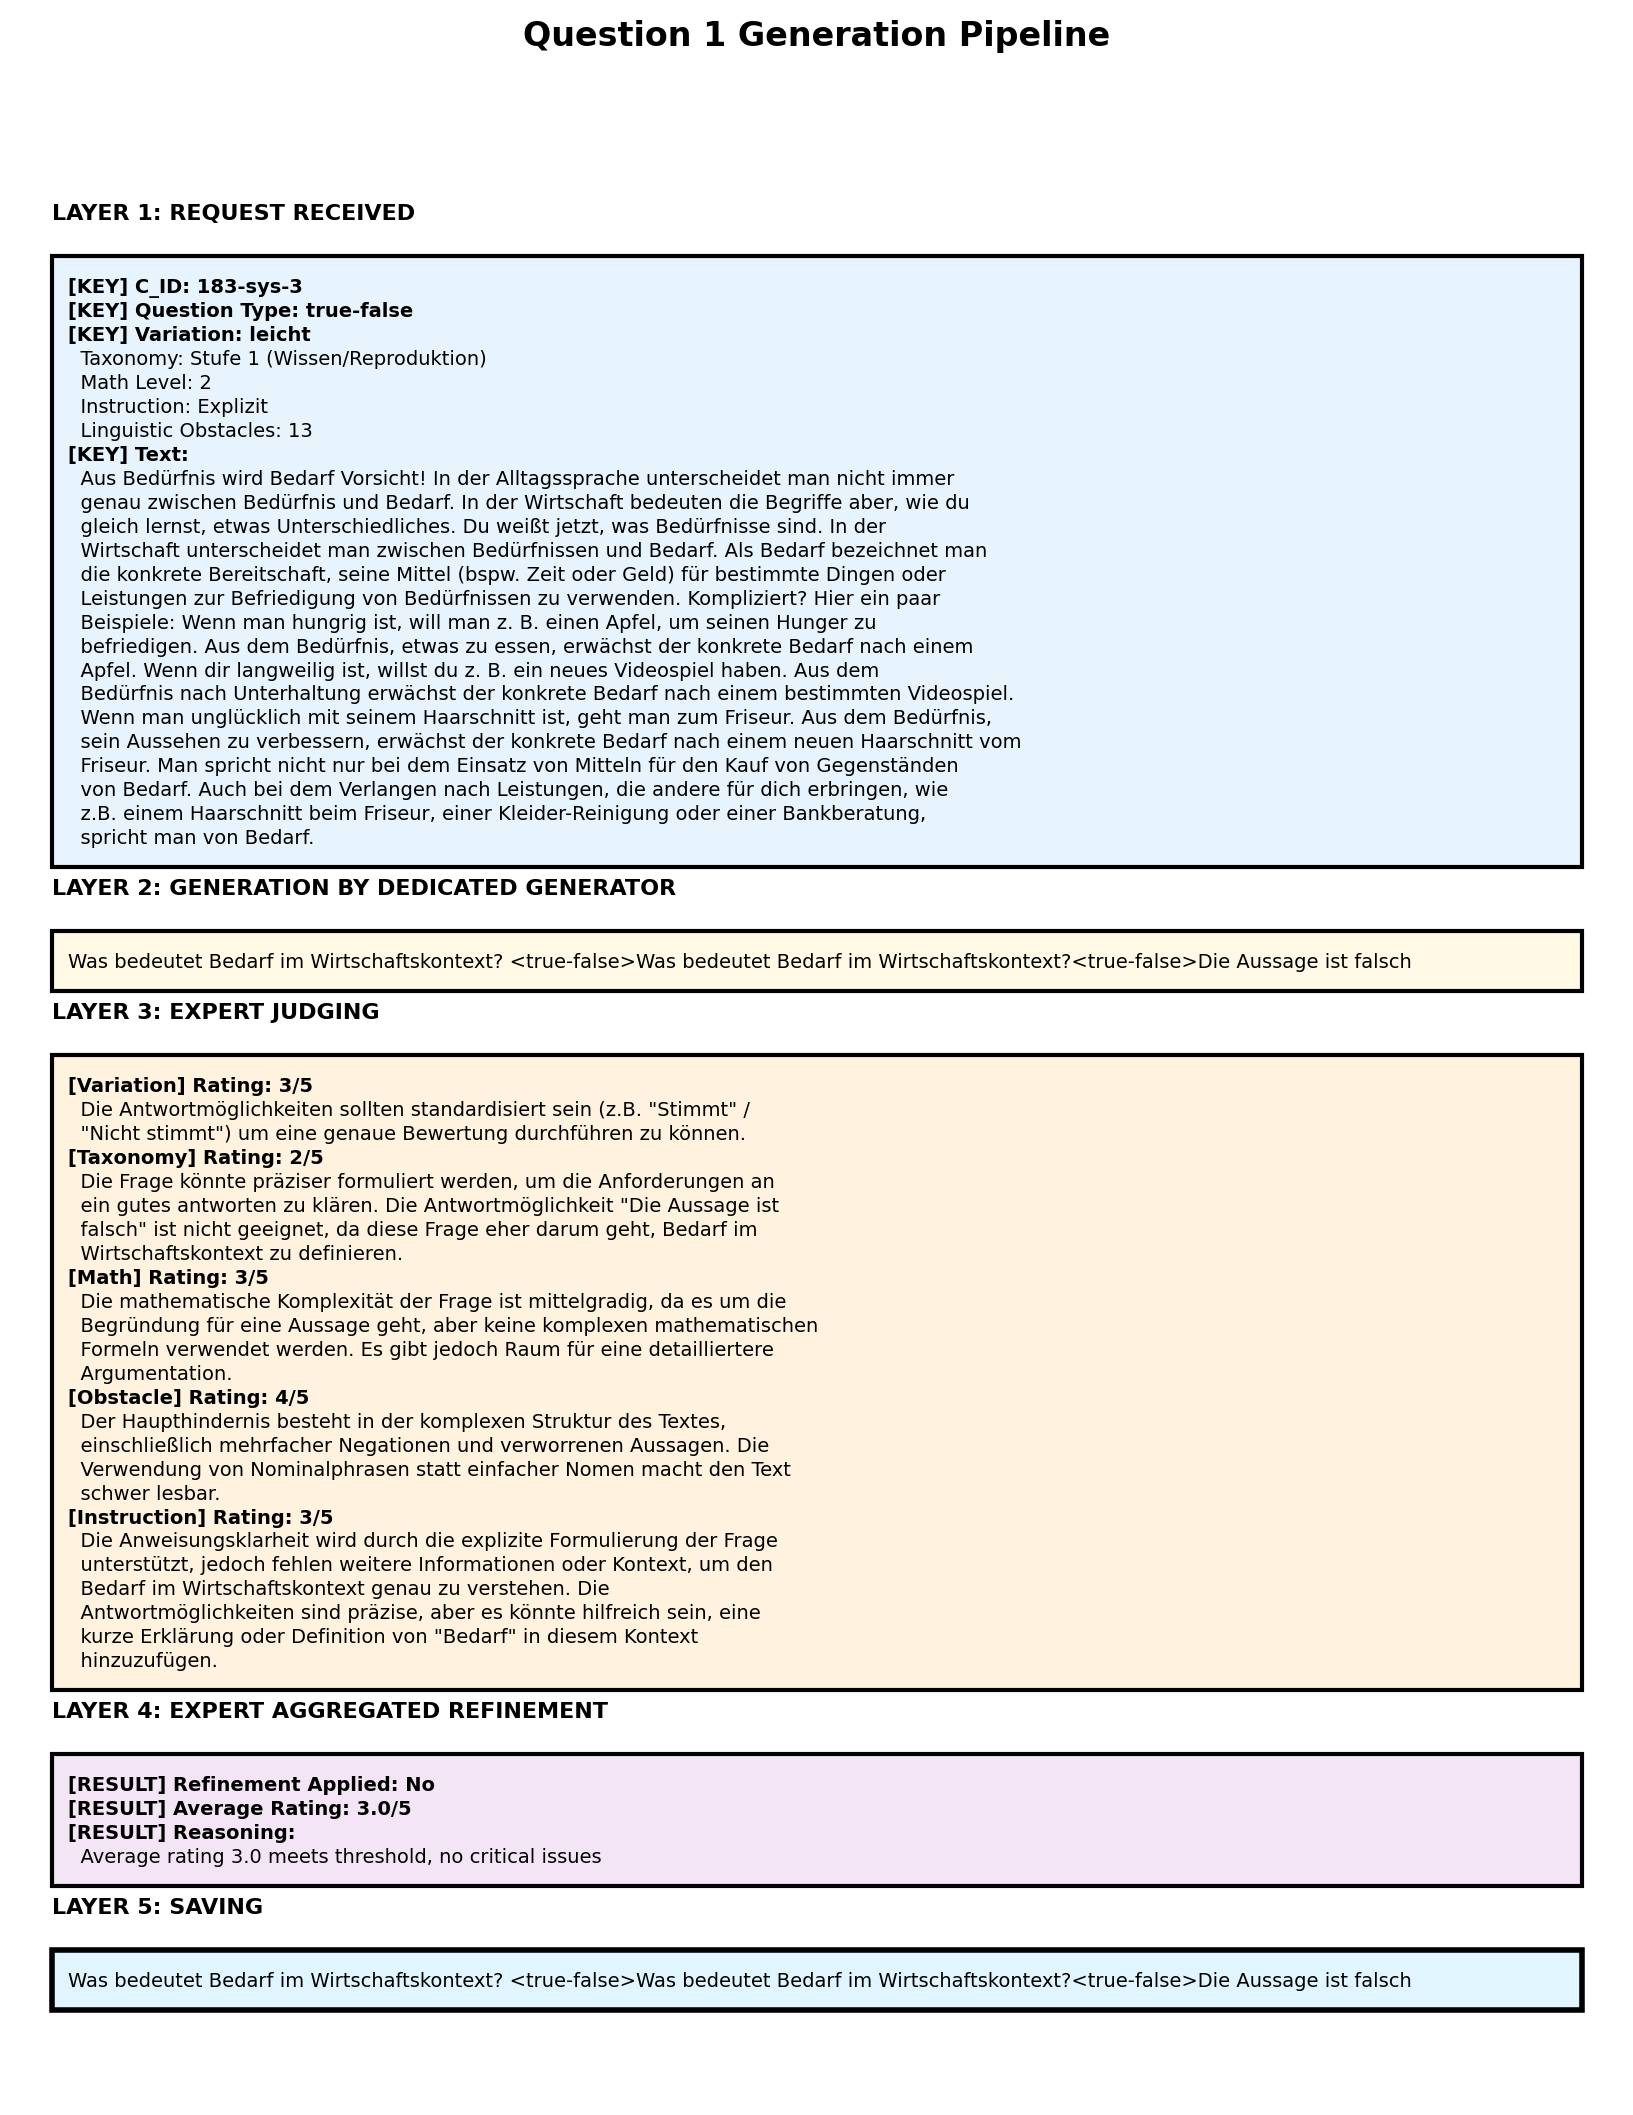 Question 1 Generation Pipeline
LAYER 1: REQUEST RECEIVED
[KEY] C_ID: 183-sys-3
[KEY] Question Type: true-false
[KEY] Variation: leicht
Taxonomy: Stufe 1 (Wissen/Reproduktion)
Math Level: 2
Instruction: Explizit
Linguistic Obstacles: 13
[KEY] Text:
Aus Bedürfnis wird Bedarf Vorsicht! In der Alltagssprache unterscheidet man nicht immer
genau zwischen Bedürfnis und Bedarf. In der Wirtschaft bedeuten die Begriffe aber, wie du
gleich lernst, etwas Unterschiedliches. Du weißt jetzt, was Bedürfnisse sind. In der
Wirtschaft unterscheidet man zwischen Bedürfnissen und Bedarf. Als Bedarf bezeichnet man
die konkrete Bereitschaft, seine Mittel (bspw. Zeit oder Geld) für bestimmte Dingen oder
Leistungen zur Befriedigung von Bedürfnissen zu verwenden. Kompliziert? Hier ein paar
Beispiele: Wenn man hungrig ist, will man z. B. einen Apfel, um seinen Hunger zu
befriedigen. Aus dem Bedürfnis, etwas zu essen, erwächst der konkrete Bedarf nach einem
Apfel. Wenn dir langweilig ist, willst du z. B. ein neues Videospiel haben. Aus dem
Bedürfnis nach Unterhaltung erwächst der konkrete Bedarf nach einem bestimmten Videospiel.
Wenn man unglücklich mit seinem Haarschnitt ist, geht man zum Friseur. Aus dem Bedürfnis,
sein Aussehen zu verbessern, erwächst der konkrete Bedarf nach einem neuen Haarschnitt vom
Friseur. Man spricht nicht nur bei dem Einsatz von Mitteln für den Kauf von Gegenständen
von Bedarf. Auch bei dem Verlangen nach Leistungen, die andere für dich erbringen, wie
z.B. einem Haarschnitt beim Friseur, einer Kleider-Reinigung oder einer Bankberatung,
spricht man von Bedarf.
LAYER 2: GENERATION BY DEDICATED GENERATOR
Was bedeutet Bedarf im Wirtschaftskontext? <true-false>Was bedeutet Bedarf im Wirtschaftskontext?<true-false>Die Aussage ist falsch
LAYER 3: EXPERT JUDGING
[Variation] Rating: 3/5
Die Antwortmöglichkeiten sollten standardisiert sein (z.B. "Stimmt" /
"Nicht stimmt") um eine genaue Bewertung durchführen zu können.
[Taxonomy] Rating: 2/5
Die Frage könnte präziser formuliert werden, um die Anforderungen an
ein gutes antworten zu klären. Die Antwortmöglichkeit "Die Aussage ist
falsch" ist nicht geeignet, da diese Frage eher darum geht, Bedarf im
Wirtschaftskontext zu definieren.
[Math] Rating: 3/5
Die mathematische Komplexität der Frage ist mittelgradig, da es um die
Begründung für eine Aussage geht, aber keine komplexen mathematischen
Formeln verwendet werden. Es gibt jedoch Raum für eine detailliertere
Argumentation.
[Obstacle] Rating: 4/5
Der Haupthindernis besteht in der komplexen Struktur des Textes,
einschließlich mehrfacher Negationen und verworrenen Aussagen. Die
Verwendung von Nominalphrasen statt einfacher Nomen macht den Text
schwer lesbar.
[Instruction] Rating: 3/5
Die Anweisungsklarheit wird durch die explizite Formulierung der Frage
unterstützt, jedoch fehlen weitere Informationen oder Kontext, um den
Bedarf im Wirtschaftskontext genau zu verstehen. Die
Antwortmöglichkeiten sind präzise, aber es könnte hilfreich sein, eine
kurze Erklärung oder Definition von "Bedarf" in diesem Kontext
hinzuzufügen.
LAYER 4: EXPERT AGGREGATED REFINEMENT
[RESULT] Refinement Applied: No
[RESULT] Average Rating: 3.0/5
[RESULT] Reasoning:
Average rating 3.0 meets threshold, no critical issues
LAYER 5: SAVING
Was bedeutet Bedarf im Wirtschaftskontext? <true-false>Was bedeutet Bedarf im Wirtschaftskontext?<true-false>Die Aussage ist falsch